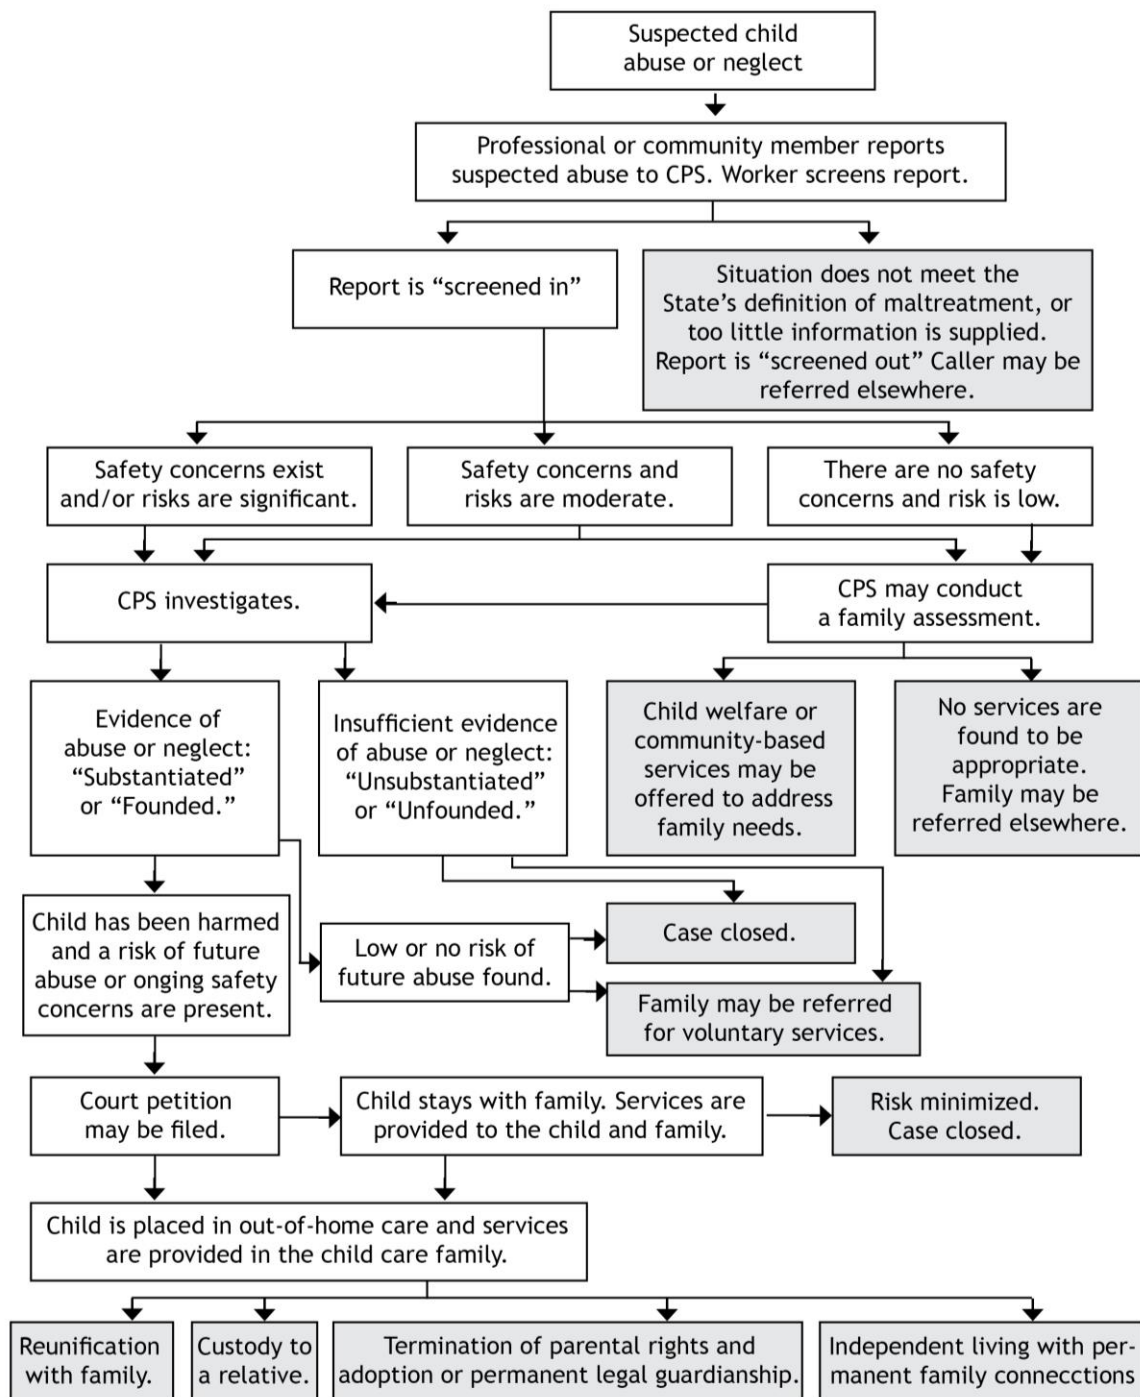 Suspected child
abuse or neglect
Professional or community member reports
suspected abuse to CPS. Worker screens report.
Report is “screened in”
Situation does not meet the
State’s definition of maltreatment, or
too little information is supplied.
Report is “screened out” Caller may be
referred elsewhere.
Safety concerns exist
and/or risks are significant.
Safety concerns and
risks are moderate.
There are no safety
concerns and risk is low.
CPS investigates.
CPS may conduct
a family assessment.
Evidence of
abuse or neglect:
“Substantiated”
or “Founded.”
Insufficient evidence
of abuse or neglect:
“Unsubstantiated”
or “Unfounded.”
Child welfare or
community-based
services may be
offered to address
family needs.
No services are
found to be
appropriate.
Family may be
referred elsewhere.
Child has been harmed
and a risk of future
abuse or onging safety
concerns are present.
Low or no risk of
future abuse found.
Case closed.
Family may be referred
for voluntary services.
Court petition
may be filed.
Child stays with family. Services are
provided to the child and family.
Risk minimized.
Case closed.
Child is placed in out-of-home care and services
are provided in the child care family.
Reunification
with family.
Custody to
a relative.
Termination of parental rights and
adoption or permanent legal guardianship.
Independent living with per-
manent family connecctions